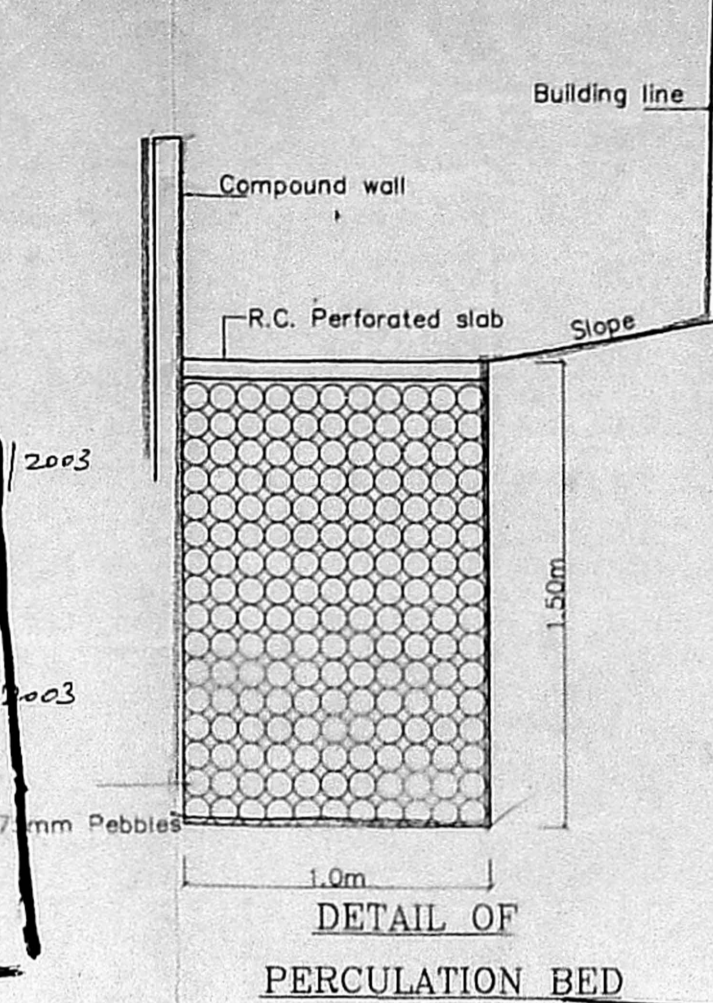 Building line
Compound wall
R.C. Perforated slab
Slope
2003
1.50m
2003
mm Pebbles
1.0m
DETAIL OF
PERCULATION BED